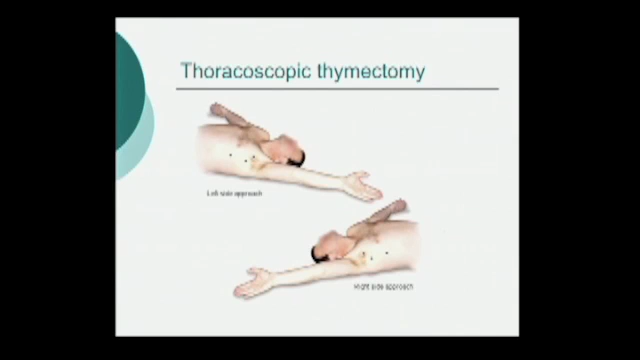 Thoracoscopic thymectomy
Left side approach
Right side approach